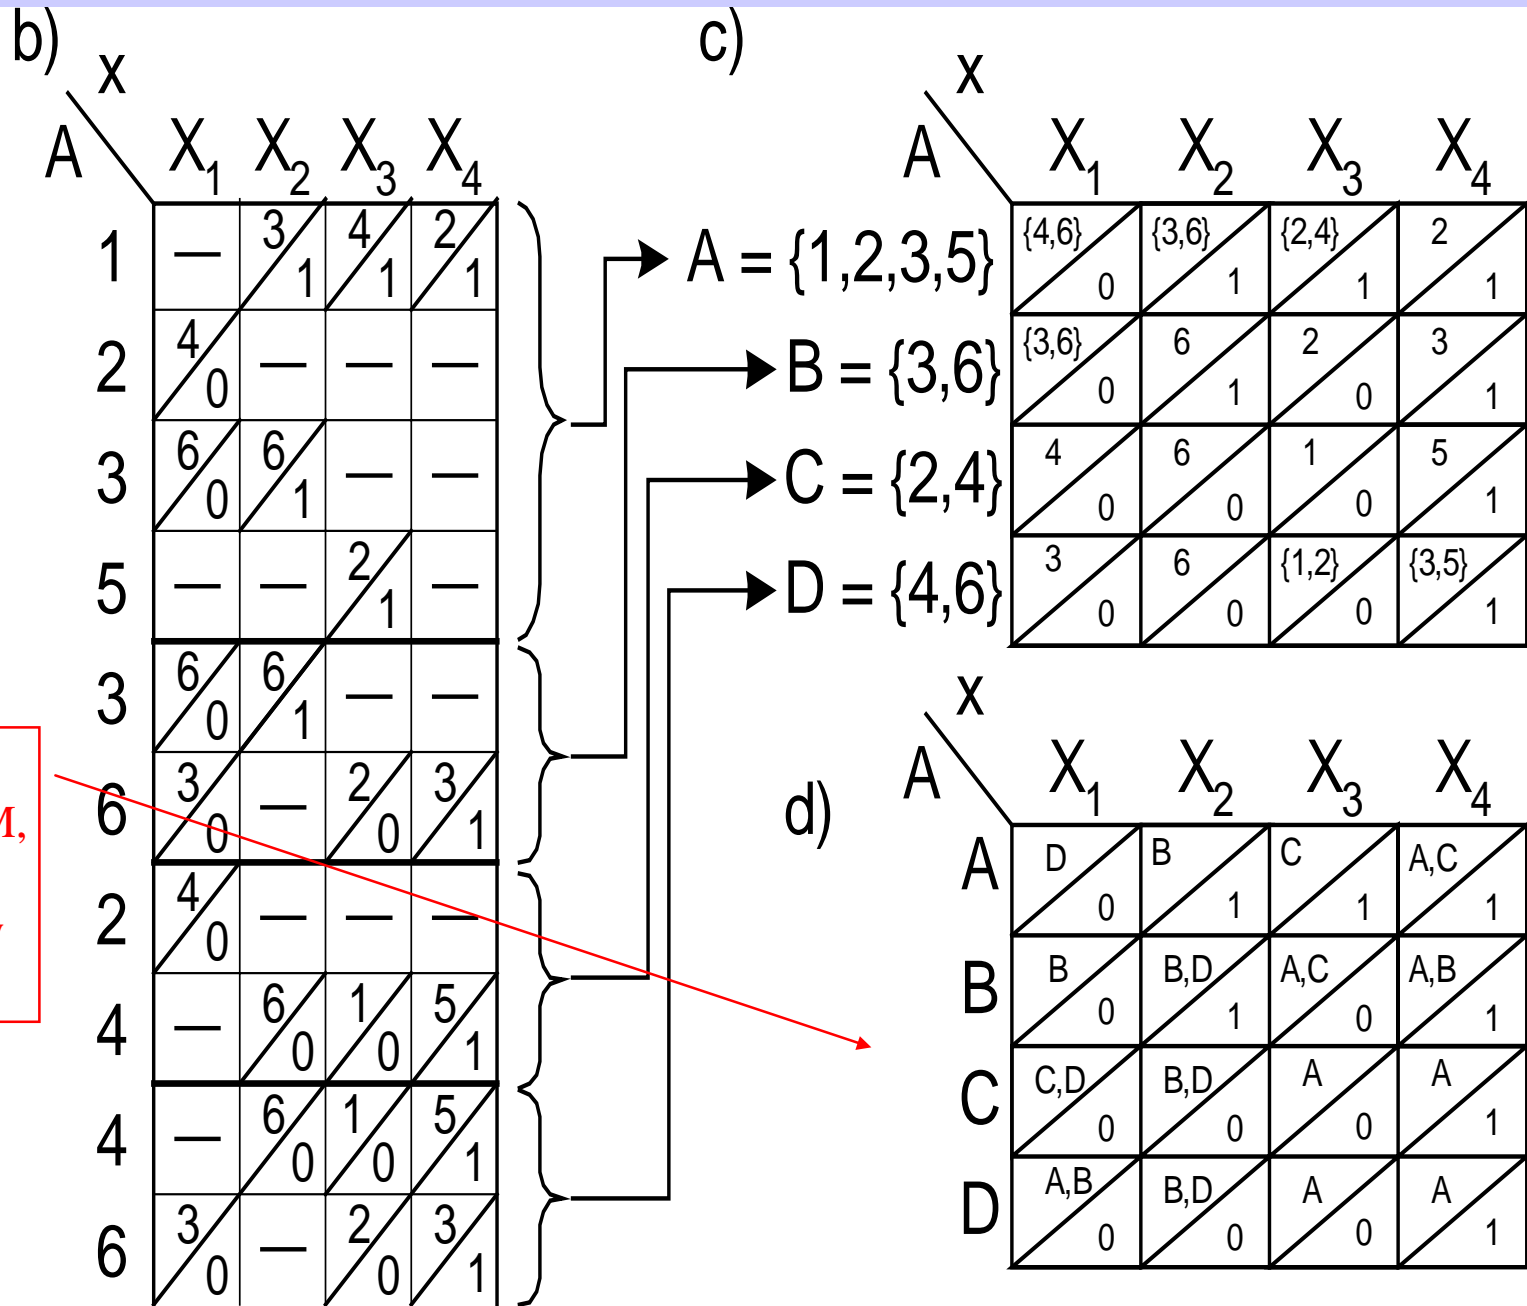 b)
x
A X1 X2 X3 X4
1 — 3/1 4/1 2/1
2 4/0 — — —
3 6/0 6/1 — —
5 — — 2/1 —
3 6/0 6/1 — —
6 3/0 — 2/0 3/1
2 4/0 — — —
4 — 6/0 1/0 5/1
4 — 6/0 1/0 5/1
6 3/0 — 2/0 3/1
c)
x
A X1 X2 X3 X4
A = {1,2,3,5} {4,6}/0 {3,6}/1 {2,4}/1 2/1
B = {3,6} {3,6}/0 6/1 2/0 3/1
C = {2,4} 4/0 6/0 1/0 5/1
D = {4,6} 3/0 6/0 {1,2}/0 {3,5}/1
d)
x
A X1 X2 X3 X4
A D/0 B/1 C/1 A,C/1
B B/0 B,D/1 A,C/0 A,B/1
C C,D/0 B,D/0 A/0 A/1
D A,B/0 B,D/0 A/0 A/1